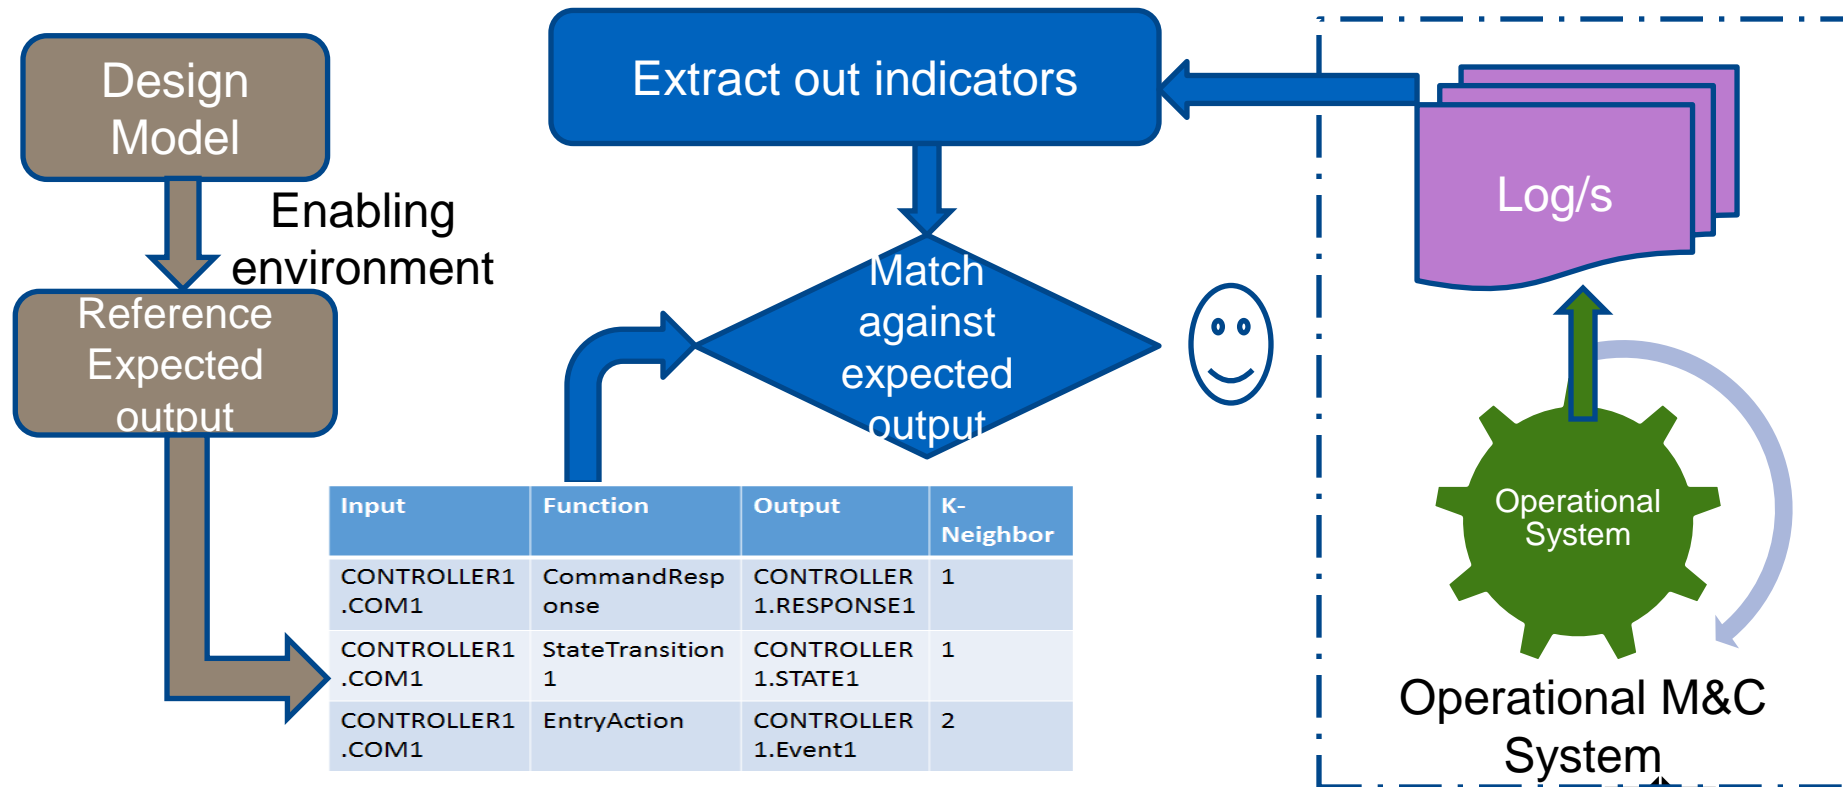 Design
Model
Enabling
environment
Reference
Expected
output
Extract out indicators
Match
against
expected
output
Log/s
Operational
System
Operational M&C
System
Input Function Output K-
Neighbor
CONTROLLER1 CommandResp CONTROLLER 1
.COM1 onse 1.RESPONSE1
CONTROLLER1 StateTransition CONTROLLER 1
.COM1 1 1.STATE1
CONTROLLER1 EntryAction CONTROLLER 2
.COM1 1.Event1